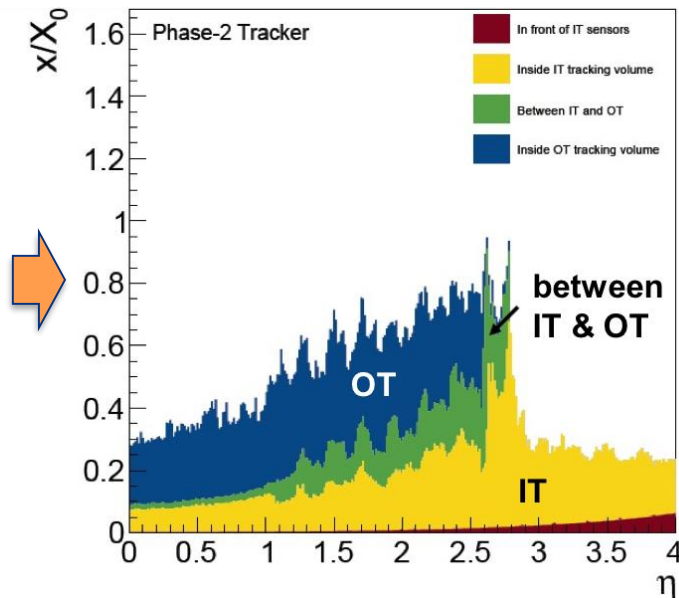 x/X0
Phase-2 Tracker
In front of IT sensors
Inside IT tracking volume
Between IT and OT
Inside OT tracking volume
1.6
1.4
1.2
1
0.8
0.6
0.4
0.2
0
between
IT & OT
OT
IT
0 0.5 1 1.5 2 2.5 3 3.5 4
η